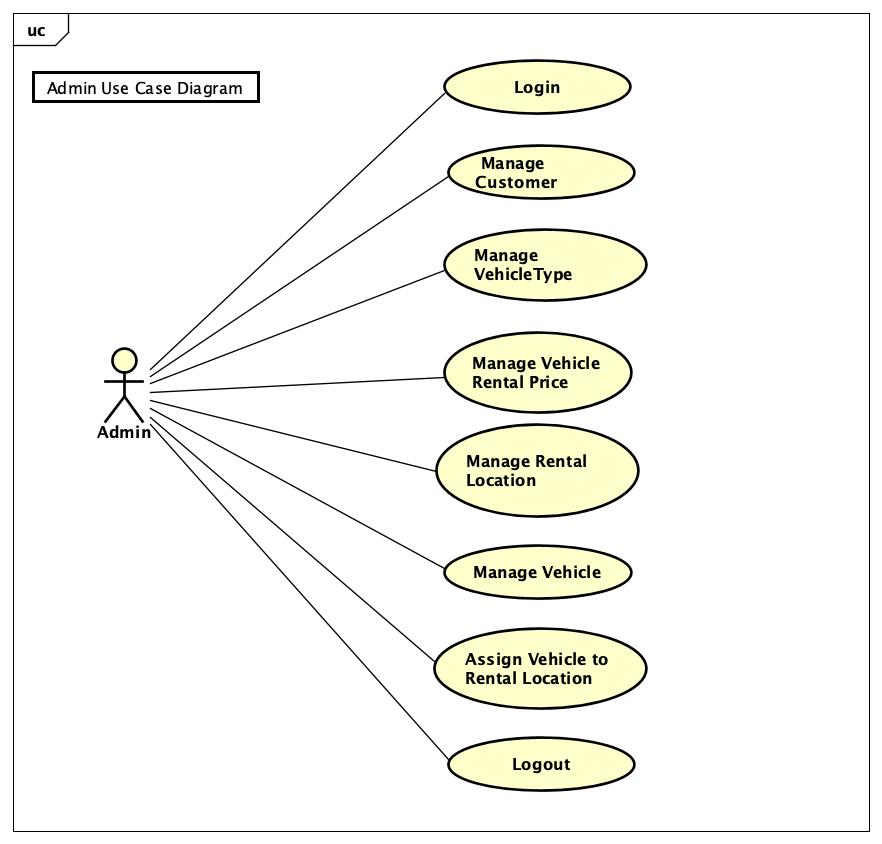 uc
Admin Use Case Diagram
Login
Manage
Customer
Manage
VehicleType
Manage Vehicle
Rental Price
Admin
Manage Rental
Location
Manage Vehicle
Assign Vehicle to
Rental Location
Logout